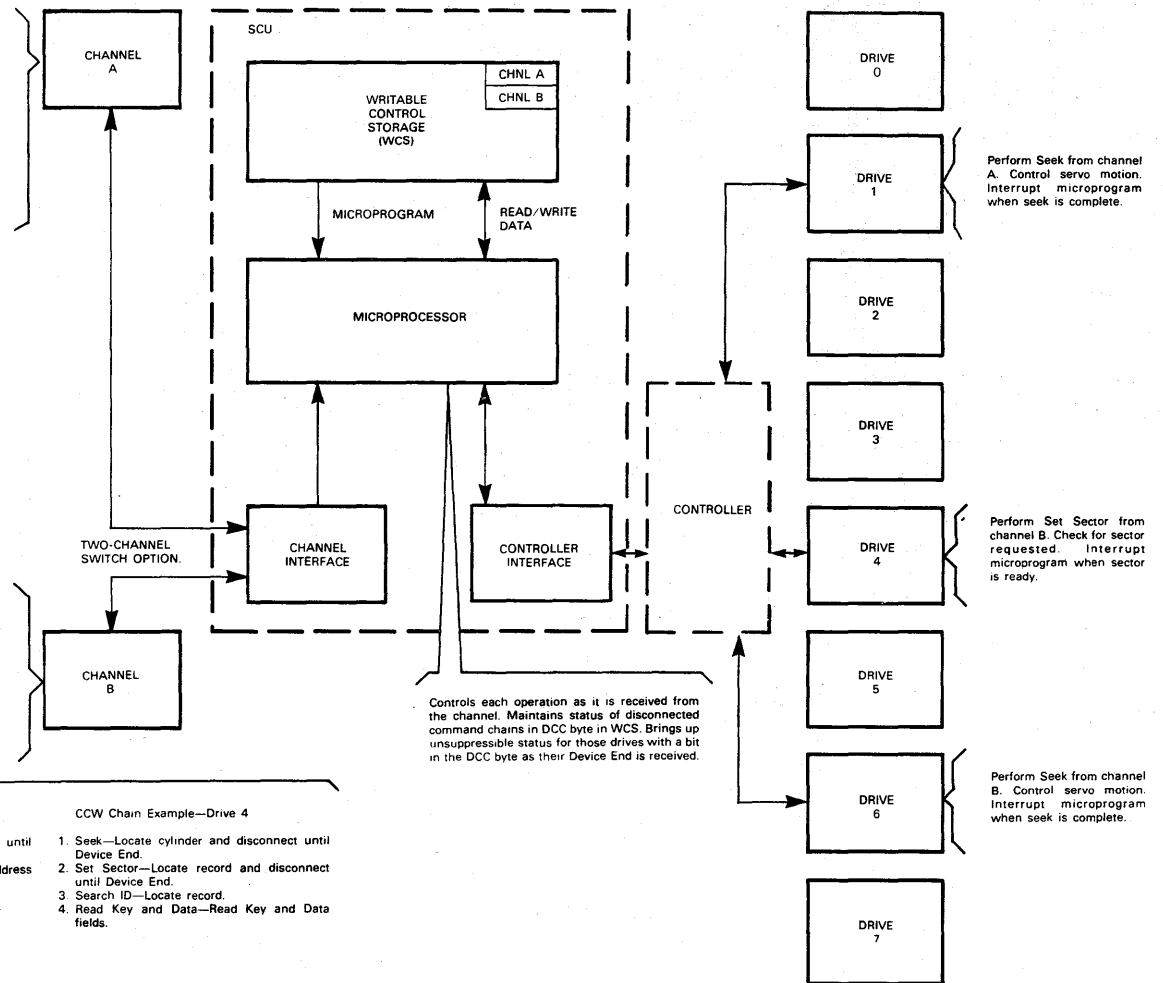 CHANNEL
A
SCU
WRITABLE
CONTROL
STORAGE
(WCS)
CHNL A
CHNL B
MICROPROGRAM
READ/WRITE
DATA
MICROPROCESSOR
TWO-CHANNEL
SWITCH OPTION.
CHANNEL
INTERFACE
CONTROLLER
INTERFACE
CONTROLLER
CHANNEL
B
Controls each operation as it is received from
the channel. Maintains status of disconnected
command chains in DCC byte in WCS. Brings up
unsuppressible status for those drives with a bit
in the DCC byte as their Device End is received.
DRIVE
0
DRIVE
1
Perform Seek from channel
A. Control servo motion.
Interrupt microprogram
when seek is complete.
DRIVE
2
DRIVE
3
DRIVE
4
Perform Set Sector from
channel B. Check for sector
requested. Interrupt
microprogram when sector
is ready.
DRIVE
5
DRIVE
6
Perform Seek from channel
B. Control servo motion.
Interrupt microprogram
when seek is complete.
DRIVE
7
until
dress
CCW Chain Example—Drive 4
1. Seek—Locate cylinder and disconnect until
Device End.
2. Set Sector—Locate record and disconnect
until Device End.
3. Search ID—Locate record.
4. Read Key and Data—Read Key and Data
fields.